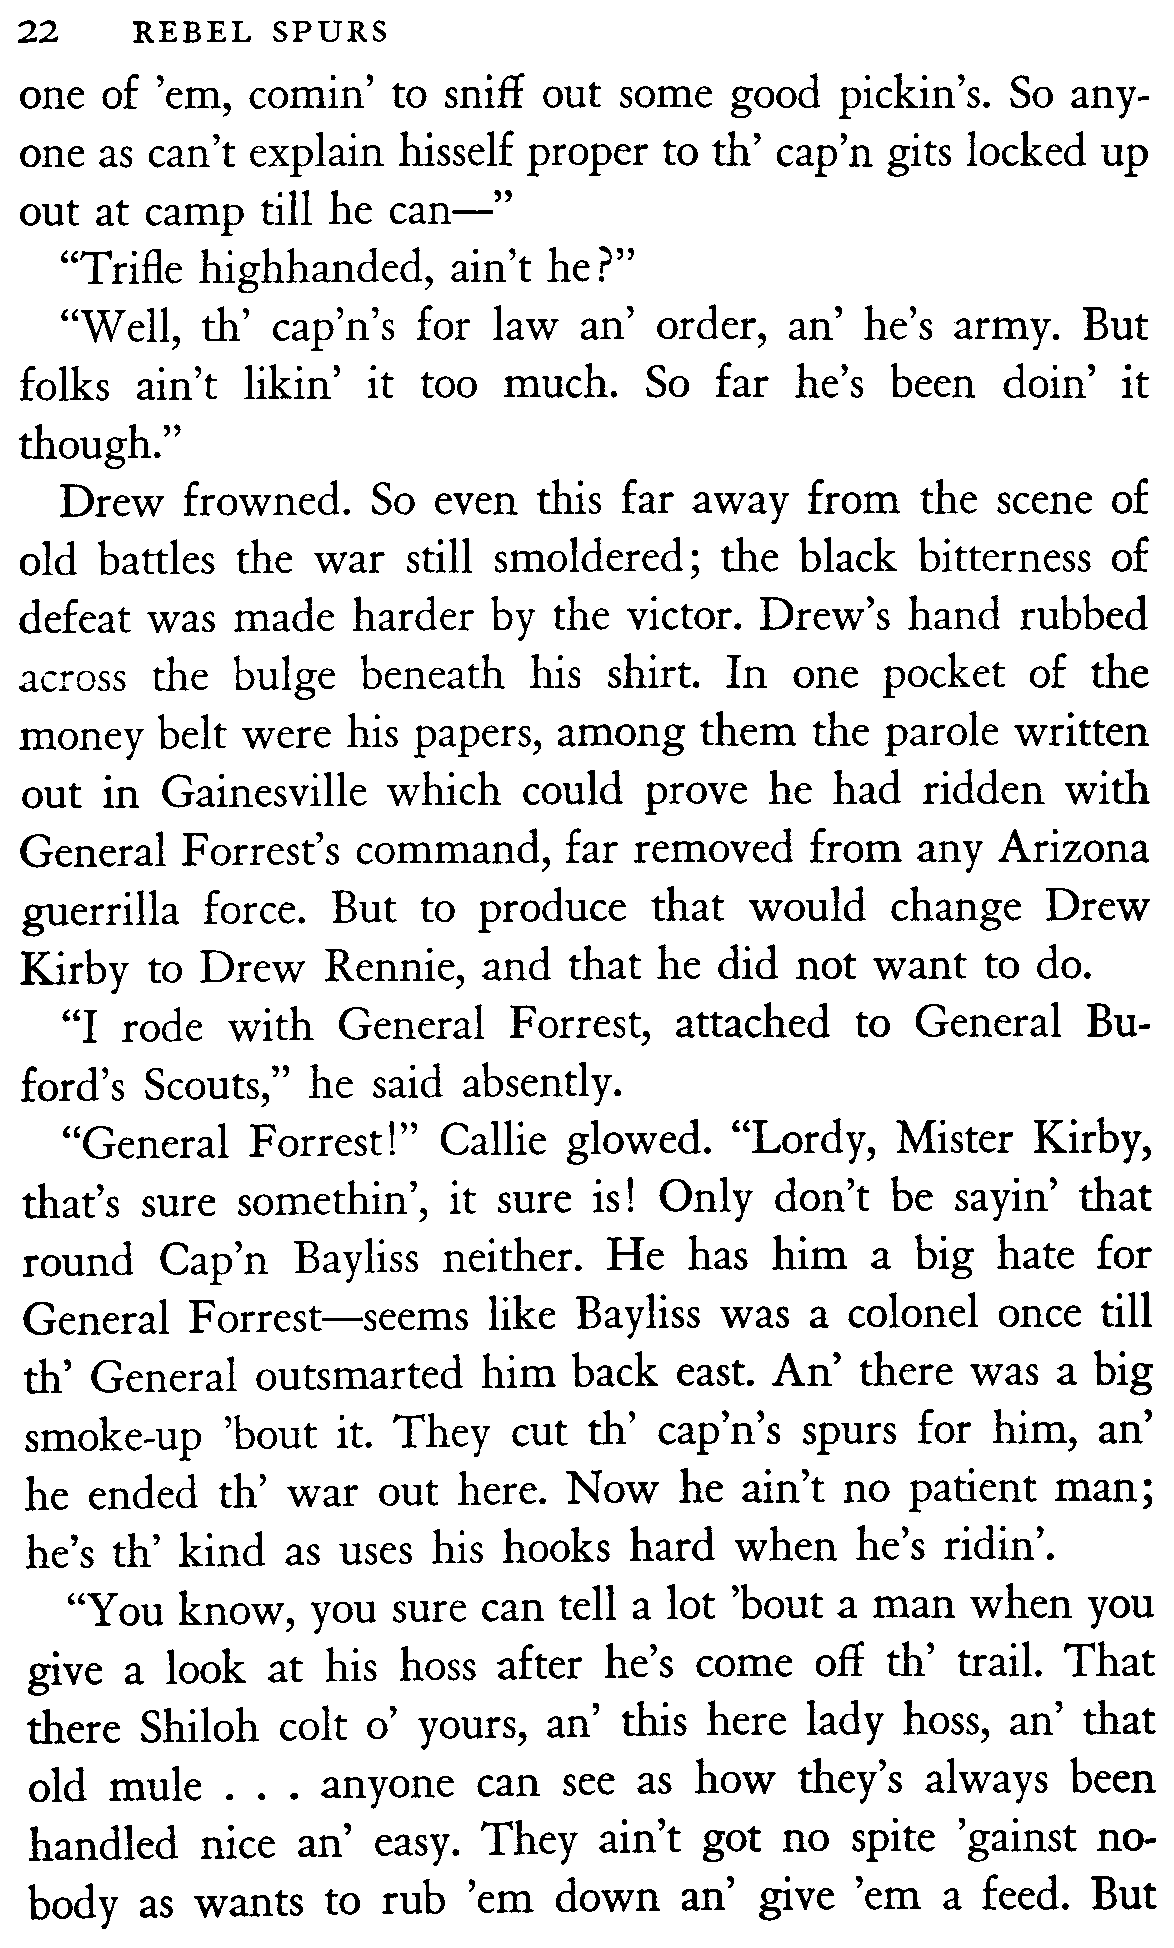 22 REBEL SPURS
one of ’em, comin’ to sniff out some good pickin’s. So any-
one as can’t explain hisself proper to th’ cap’n gits locked up
out at camp till he can—”
“Trifle highhanded, ain’t he?”
“Well, th’ cap’n’s for law an’ order, an’ he’s army. But
folks ain’t likin’ it too much. So far he’s been doin’ it
though.”
Drew frowned. So even this far away from the scene of
old battles the war still smoldered; the black bitterness of
defeat was made harder by the victor. Drew’s hand rubbed
across the bulge beneath his shirt. In one pocket of the
money belt were his papers, among them the parole written
out in Gainesville which could prove he had ridden with
General Forrest’s command, far removed from any Arizona
guerrilla force. But to produce that would change Drew
Kirby to Drew Rennie, and that he did not want to do.
“I rode with General Forrest, attached to General Bu-
ford’s Scouts,” he said absently.
“General Forrest!” Callie glowed. “Lordy, Mister Kirby,
that’s sure somethin’, it sure is! Only don’t be sayin’ that
round Cap’n Bayliss neither. He has him a big hate for
General Forrest—seems like Bayliss was a colonel once till
th’ General outsmarted him back east. An’ there was a big
smoke-up ’bout it. They cut th’ cap’n’s spurs for him, an’
he ended th’ war out here. Now he ain’t no patient man;
he’s th’ kind as uses his hooks hard when he’s ridin’.
“You know, you sure can tell a lot ’bout a man when you
give a look at his hoss after he’s come off th’ trail. That
there Shiloh colt o’ yours, an’ this here lady hoss, an’ that
old mule . . . anyone can see as how they’s always been
handled nice an’ easy. They ain’t got no spite ’gainst no-
body as wants to rub ’em down an’ give ’em a feed. But